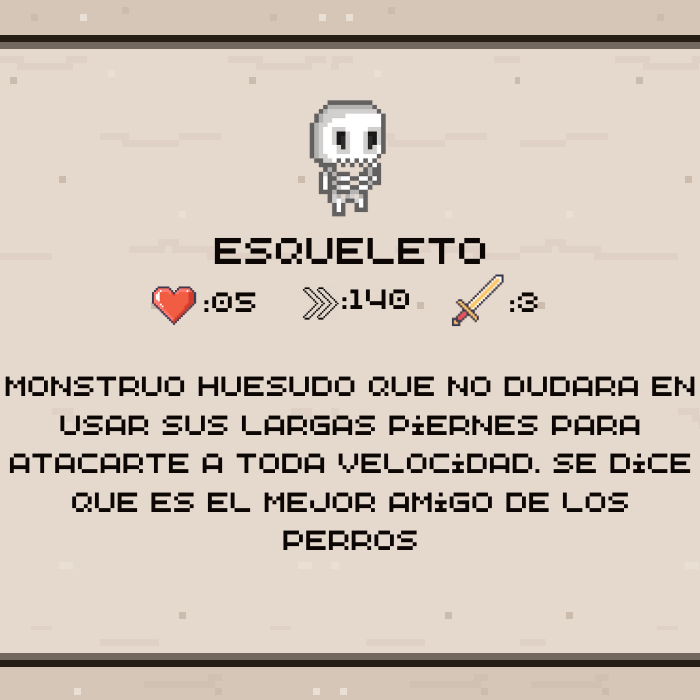 ESQUELETO
:05 :140 :3
MONSTRUO HUESUDO QUE NO DUDARA EN
USAR SUS LARGAS PiERNES PARA
ATACARTE A TODA VELOCiDAD. SE DiCE
QUE ES EL MEJOR AMiGO DE LOS
PERROS